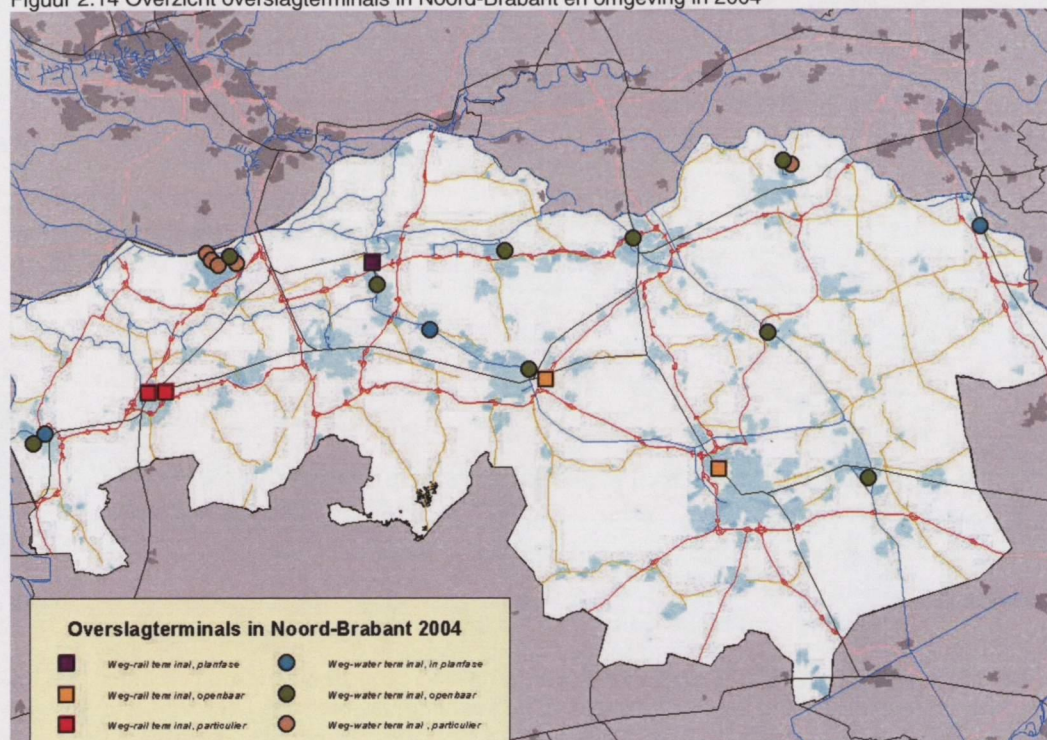 Figuur 2.14 Overzicht overslagterminals in Noord-Brabant en omgeving in 2004
Overslagterminals in Noord-Brabant 2004
Weg-rail terminal, planfase
Weg-water terminal, in planfase
Weg-rail terminal, openbaar
Weg-water terminal, openbaar
Weg-rail terminal, particulier
Weg-water terminal , particulier